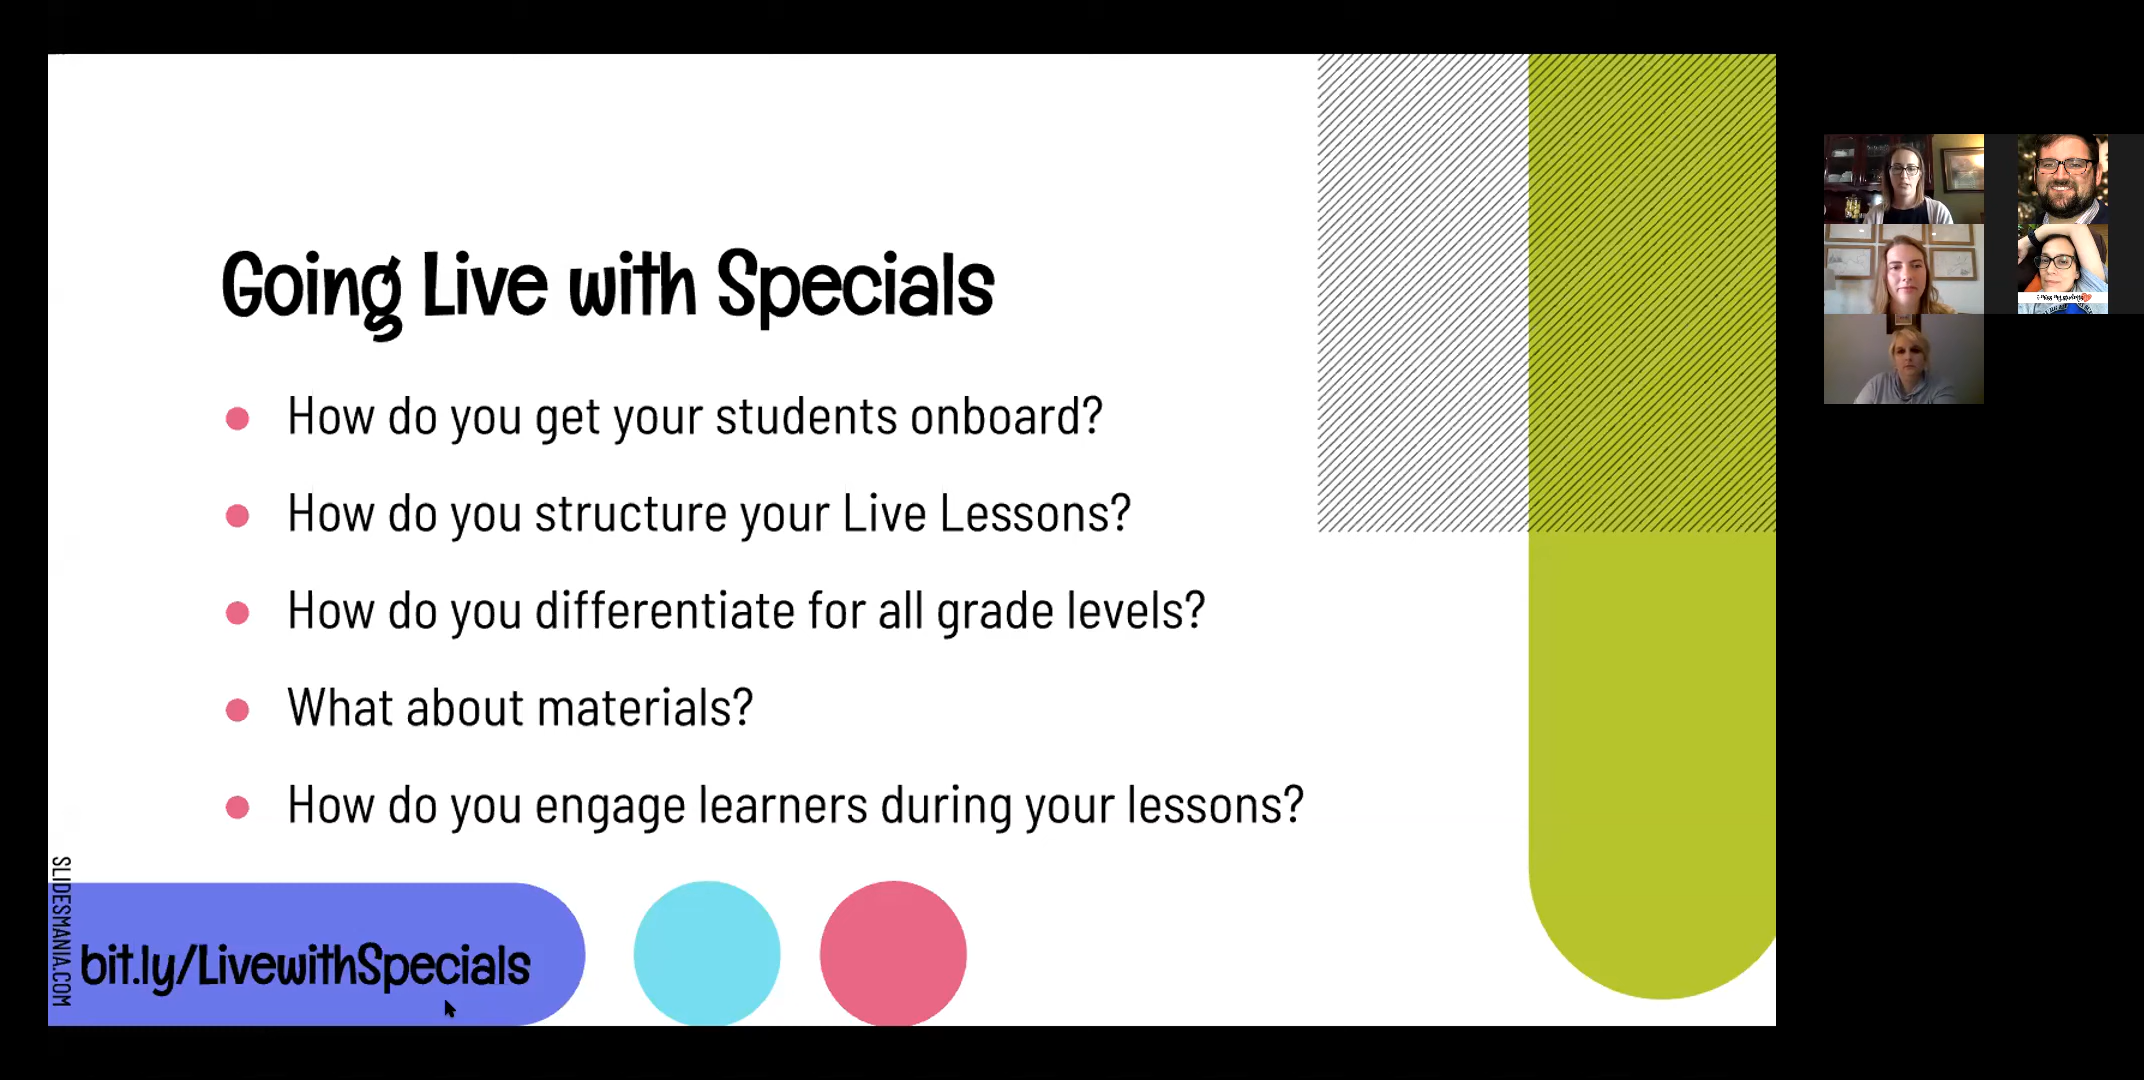 Going Live with Specials
How do you get your students onboard?
How do you structure your Live Lessons?
How do you differentiate for all grade levels?
What about materials?
How do you engage learners during your lessons?
SLIDESMANIA.COM
bit.ly/LivewithSpecials